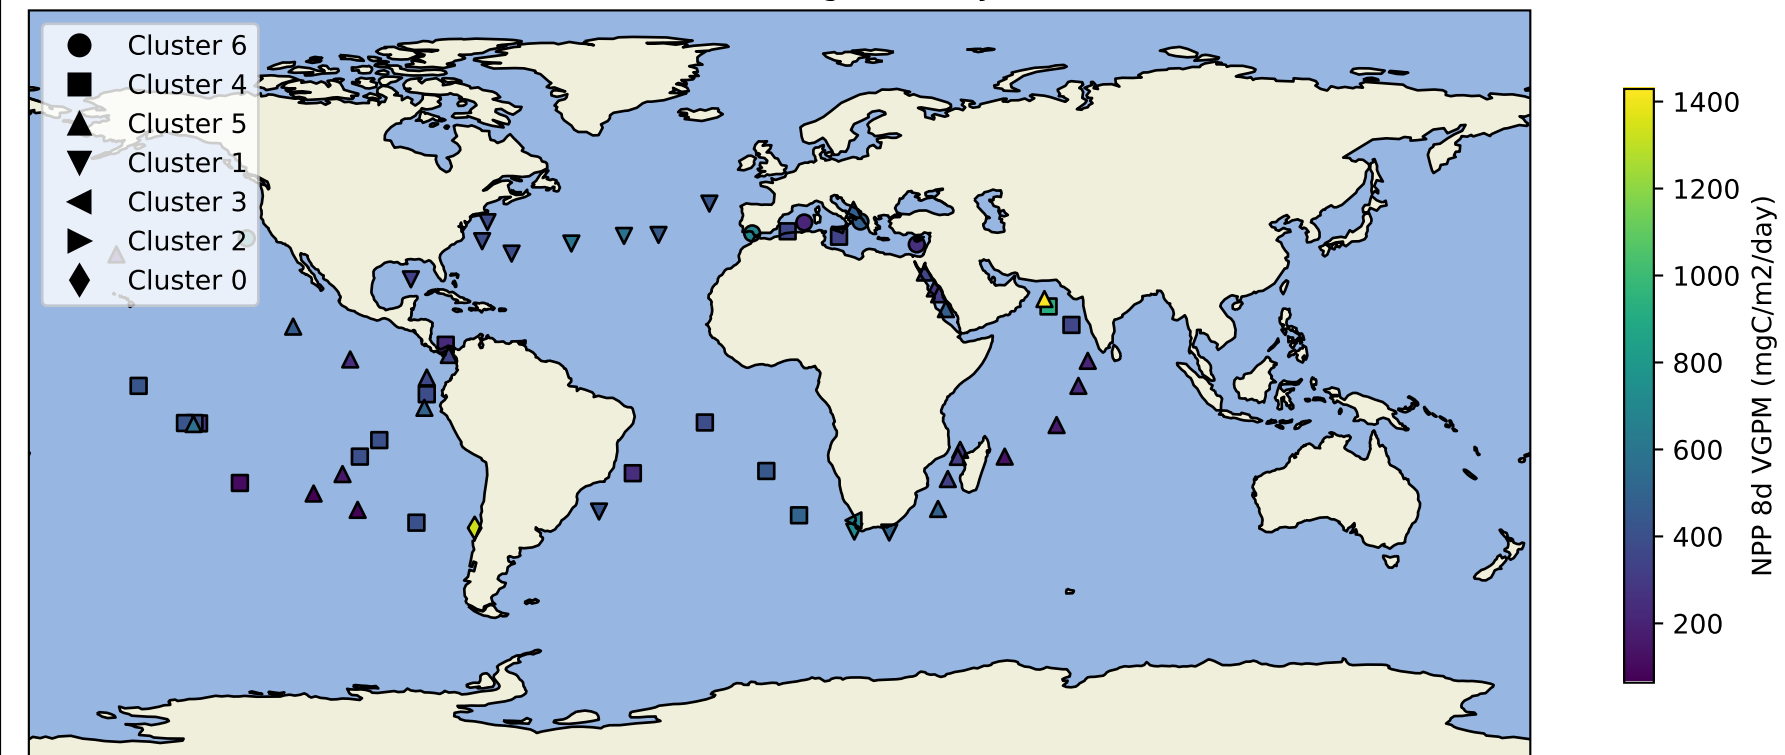 Cluster 6
Cluster 4
Cluster 5
Cluster 1
Cluster 3
Cluster 2
Cluster 0
1400
1200
1000
800
600
400
200
NPP 8d VGPM (mgC/m2/day)